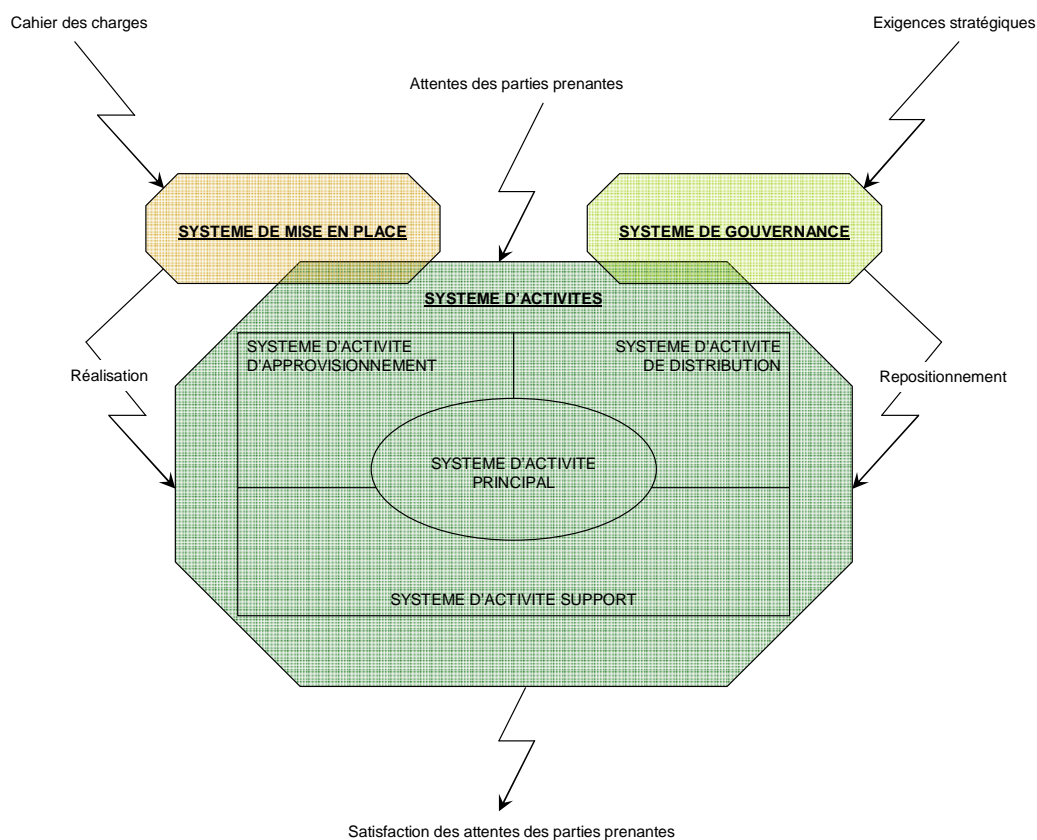 Cahier des charges
Exigences stratégiques
Attentes des parties prenantes
SYSTEME DE MISE EN PLACE
SYSTEME DE GOUVERNANCE
SYSTEME D'ACTIVITES
SYSTEME D'ACTIVITE
D'APPROVISIONNEMENT
SYSTEME D'ACTIVITE
DE DISTRIBUTION
Réalisation
Repositionnement
SYSTEME D'ACTIVITE
PRINCIPAL
SYSTEME D'ACTIVITE SUPPORT
Satisfaction des attentes des parties prenantes